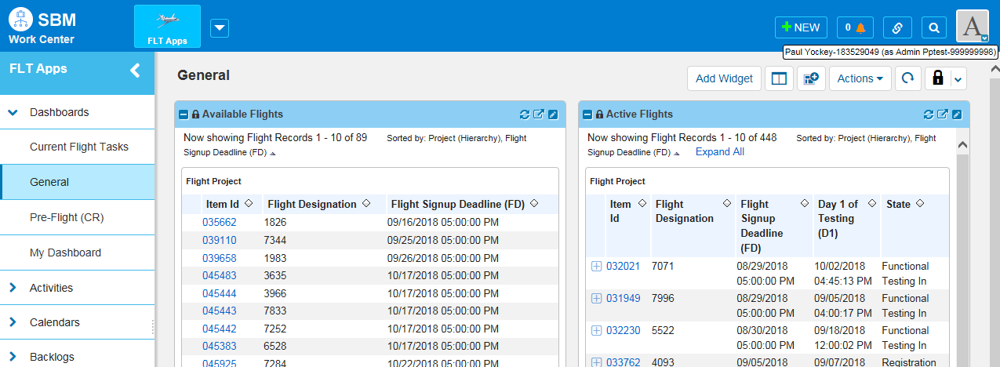 SBM
Work Center
FLT Apps
NEW
0
A
Paul Yockey-183529049 (as Admin Pptest-999999998)
FLT Apps
Dashboards
Current Flight Tasks
General
Pre-Flight (CR)
My Dashboard
Activities
Calendars
Backlogs
General
Add Widget
Actions
Available Flights
Now showing Flight Records 1 - 10 of 89 Sorted by: Project (Hierarchy), Flight
Signup Deadline (FD)
Flight Project
Item Id Flight Designation Flight Signup Deadline (FD)
035662 1826 09/16/2018 05:00:00 PM
039110 7344 09/25/2018 05:00:00 PM
039658 1983 09/26/2018 05:00:00 PM
045483 3635 10/17/2018 05:00:00 PM
045444 3966 10/17/2018 05:00:00 PM
045443 7833 10/17/2018 05:00:00 PM
045442 7252 10/17/2018 05:00:00 PM
045383 6528 10/17/2018 05:00:00 PM
045925 7284 10/22/2018 05:00:00 PM
Active Flights
Now showing Flight Records 1 - 10 of 448 Sorted by: Project (Hierarchy), Flight
Signup Deadline (FD) Expand All
Flight Project
Item Flight Flight Day 1 of State
Id Designation Signup Testing
Deadline (D1)
(FD)
032021 7071 08/29/2018 10/02/2018 Functional
05:00:00 PM 04:45:13 PM Testing In
031949 7996 08/29/2018 09/05/2018 Functional
05:00:00 PM 04:00:17 PM Testing In
032230 5522 08/30/2018 09/18/2018 Functional
05:00:00 PM 12:00:02 PM Testing In
033762 4093 09/05/2018 09/07/2018 Registration